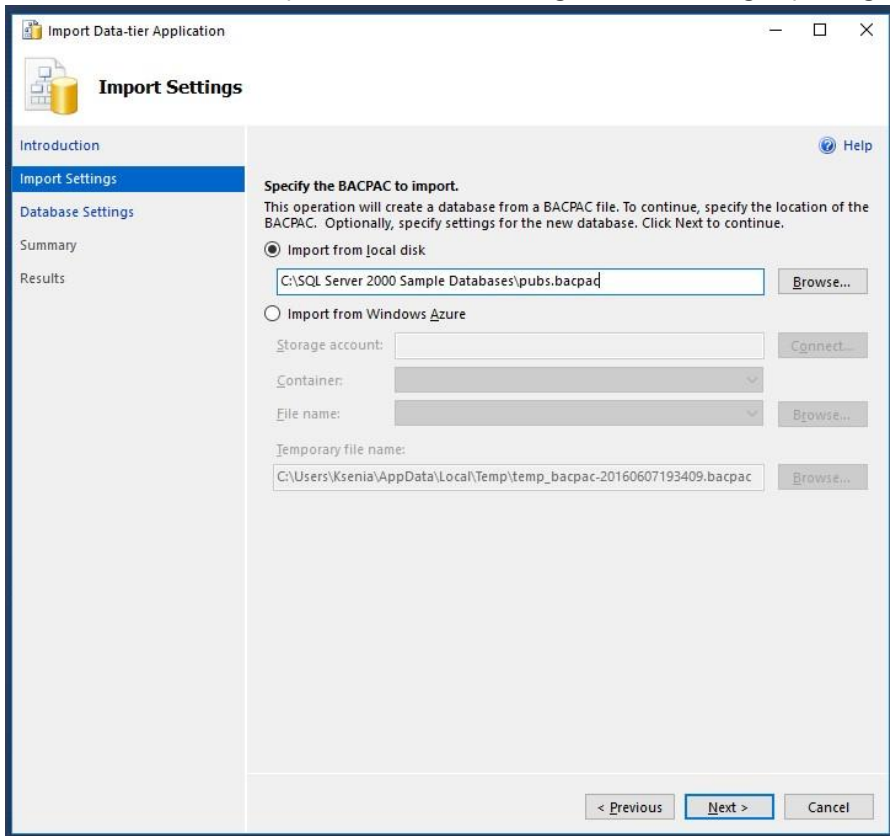 Import Data-tier Application
Import Settings
Introduction
Import Settings
Database Settings
Summary
Results
Help
Specify the BACPAC to import.
This operation will create a database from a BACPAC file. To continue, specify the location of the
BACPAC. Optionally, specify settings for the new database. Click Next to continue.
Import from local disk
C:\SQL Server 2000 Sample Databases\pubs.bacpac
Browse...
Import from Windows Azure
Storage account:
Connect...
Container:
File name:
Browse...
Temporary file name:
C:\Users\Ksenia\AppData\Local\Temp\temp_bacpac-20160607193409.bacpac
Browse...
< Previous
Next >
Cancel